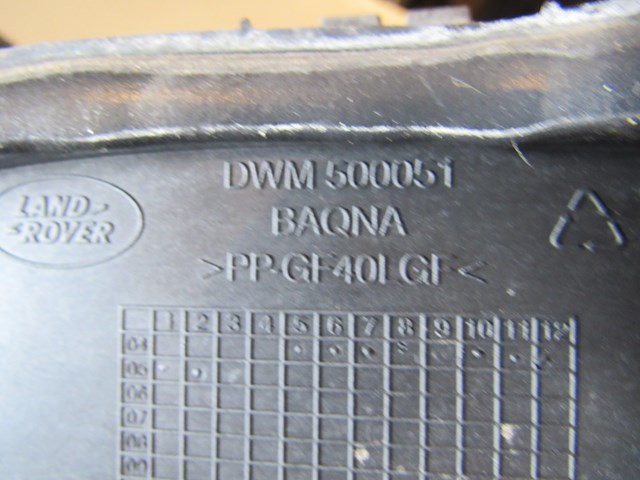 DWM 500051
LAND
ROVER
BAQNA
>PP-GF40LGF<
1 2 3 4 5 6 7 8 9 10 11 12
04
05
06
07
08
09